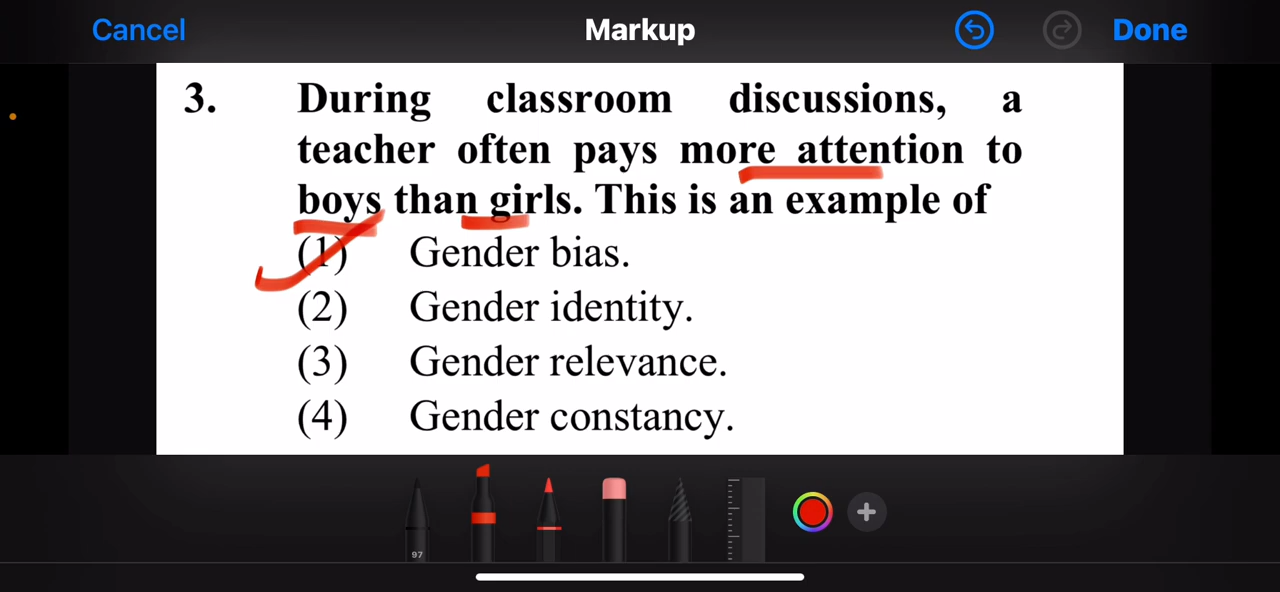 Cancel
Markup
Done
3. During classroom discussions, a
teacher often pays more attention to
boys than girls. This is an example of
(1) Gender bias.
(2) Gender identity.
(3) Gender relevance.
(4) Gender constancy.
97